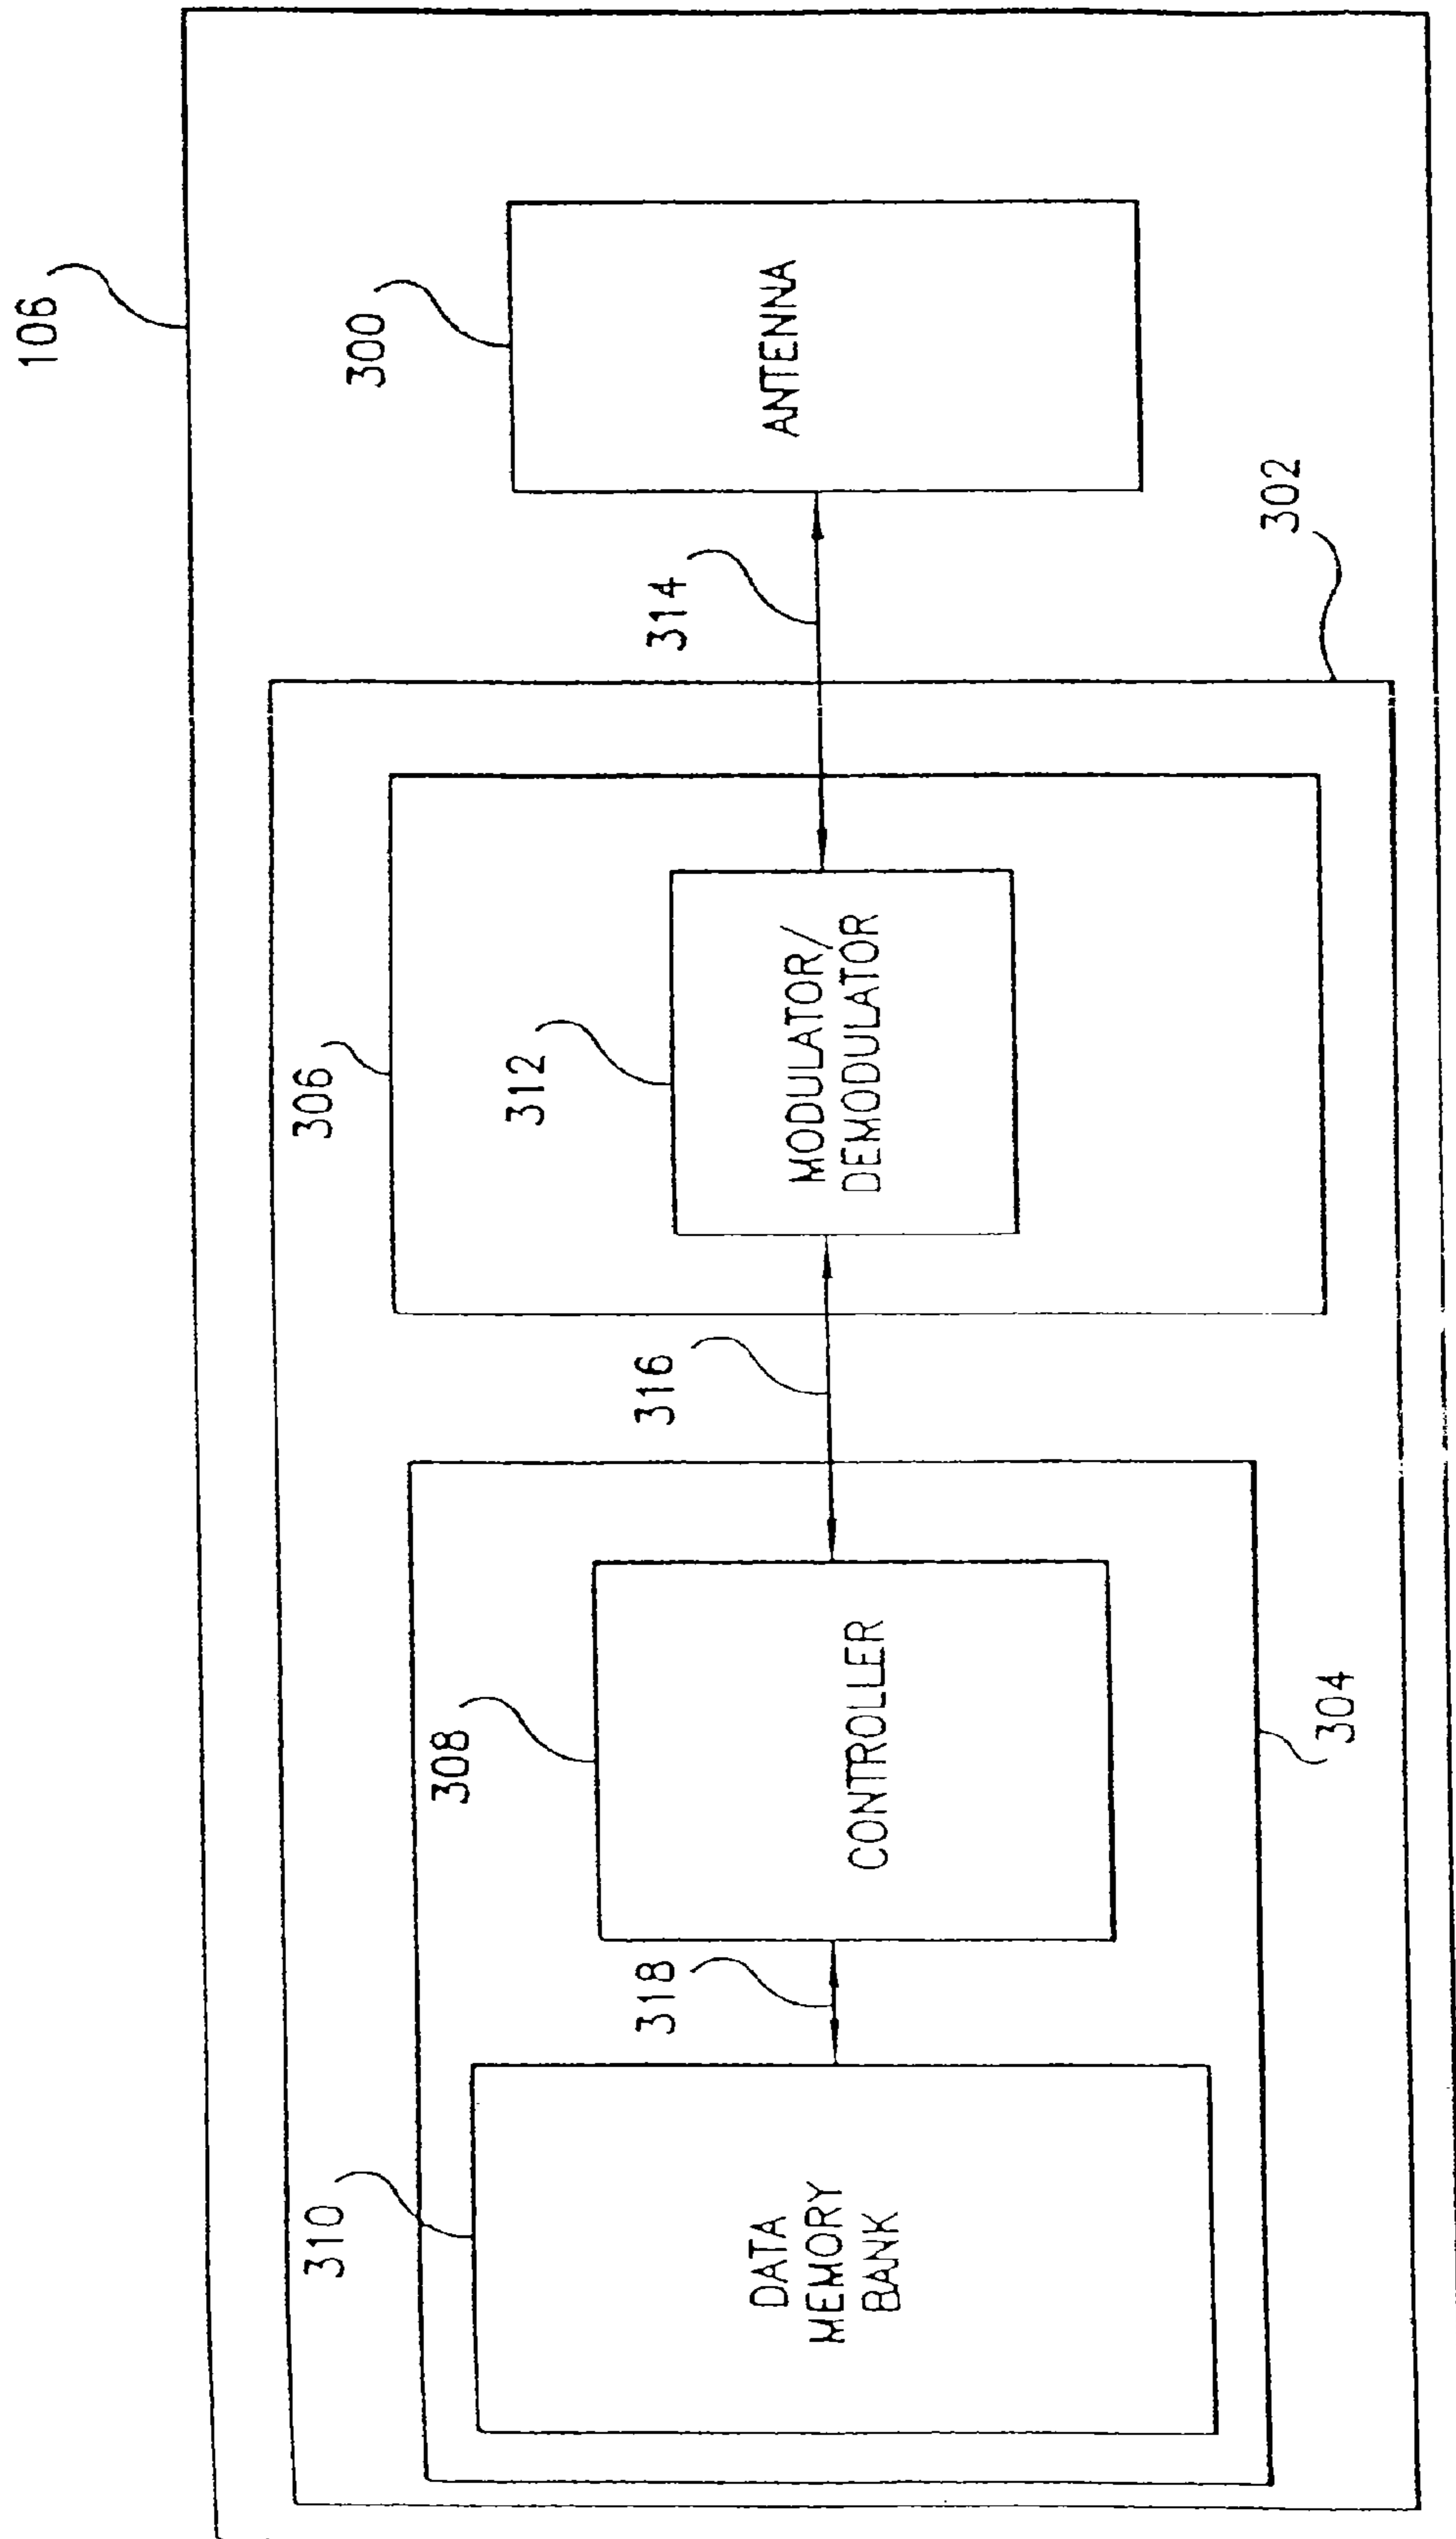 106
300
ANTENNA
314
302
306
312
MODULATOR/
DEMODULATOR
316
308
CONTROLLER
304
318
310
DATA
MEMORY
BANK